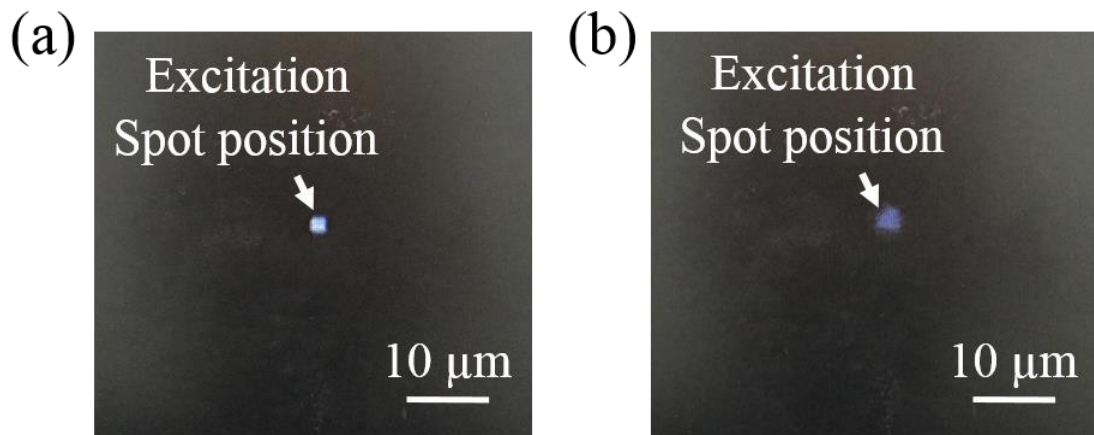 (a)
Excitation
Spot position
10 μm
(b)
Excitation
Spot position
10 μm